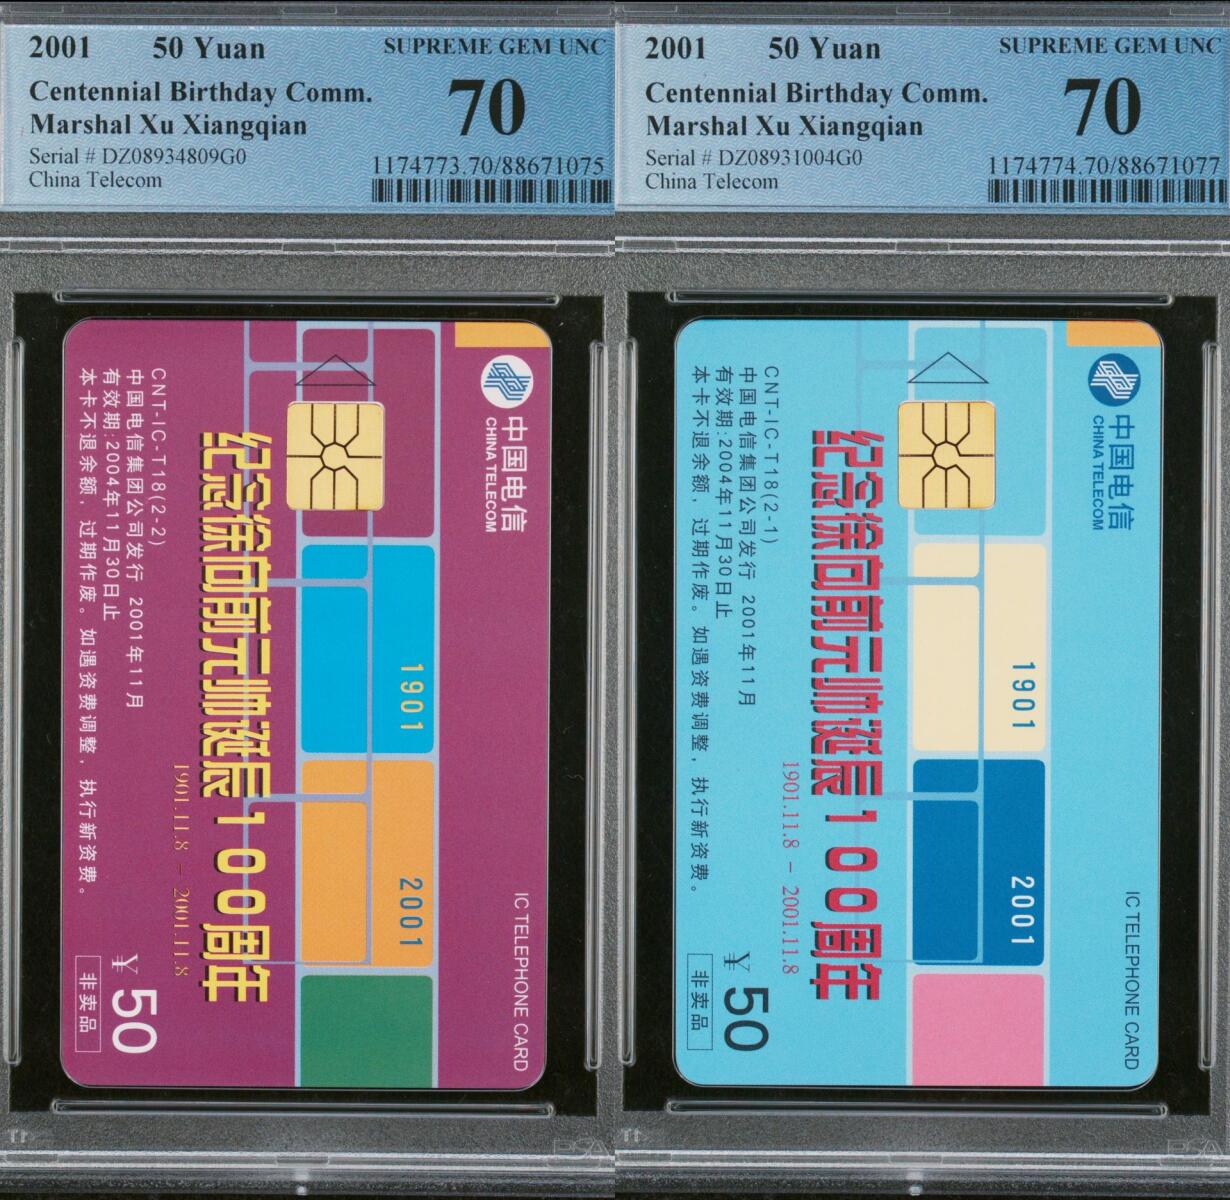 2001 50 Yuan
SUPREME GEM UNC
Centennial Birthday Comm.
70
Marshal Xu Xiangqian
Serial # DZ08934809G0
1174773.70/88671075
China Telecom
中国电信
CHINA TELECOM
IC TELEPHONE CARD
1901
2001
纪念徐向前元帅诞辰100周年
1901.11.8 - 2001.11.8
CNT-IC-T18(2-2)
中国电信集团公司发行 2001年11月
有效期:2004年11月30日止
本卡不退余额，过期作废。如遇资费调整，执行新资费。
¥50
非卖品
PSA
2001 50 Yuan
SUPREME GEM UNC
Centennial Birthday Comm.
70
Marshal Xu Xiangqian
Serial # DZ08931004G0
1174774.70/88671077
China Telecom
中国电信
CHINA TELECOM
IC TELEPHONE CARD
1901
2001
纪念徐向前元帅诞辰100周年
1901.11.8 - 2001.11.8
CNT-IC-T18(2-1)
中国电信集团公司发行 2001年11月
有效期:2004年11月30日止
本卡不退余额，过期作废。如遇资费调整，执行新资费。
¥50
非卖品
PSA